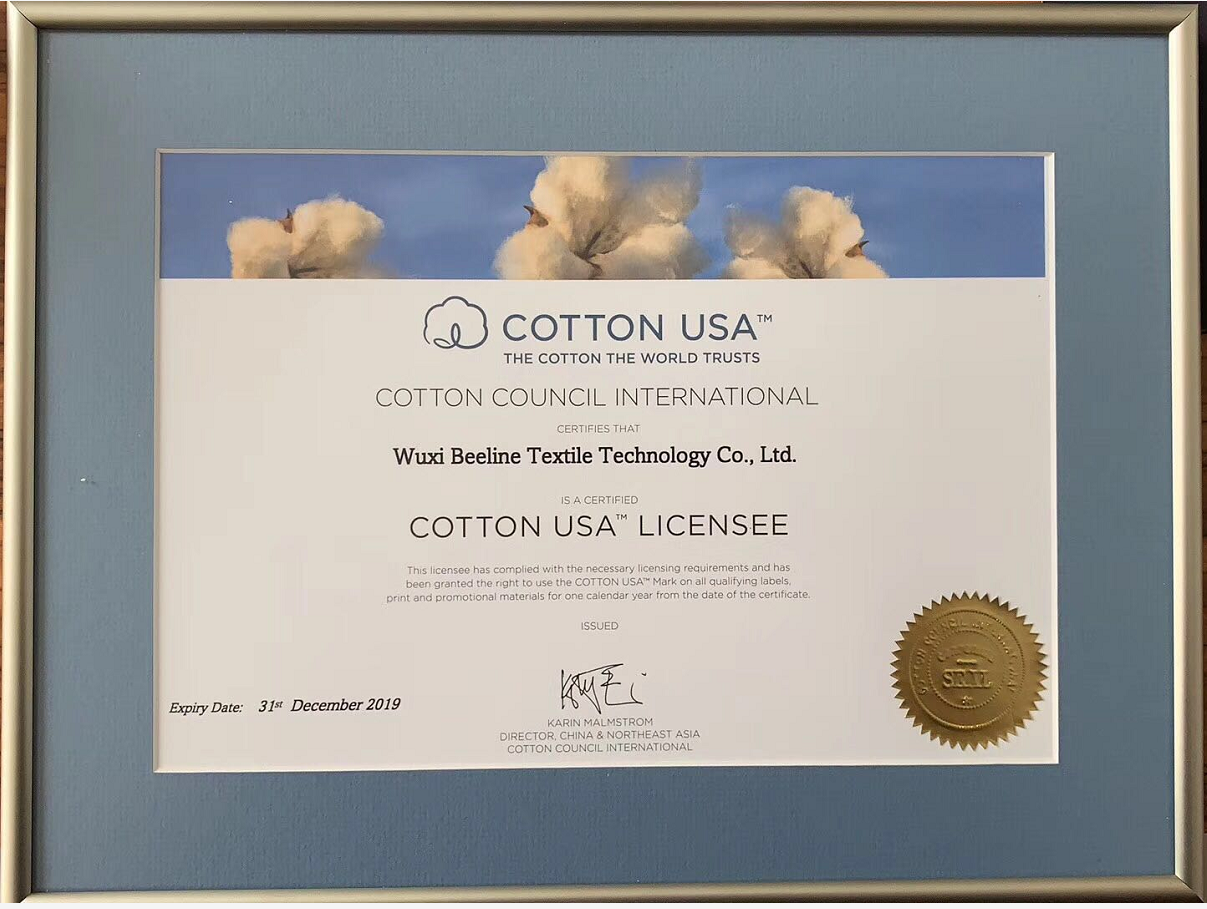 COTTON USA™
THE COTTON THE WORLD TRUSTS
COTTON COUNCIL INTERNATIONAL
CERTIFIES THAT
Wuxi Beeline Textile Technology Co., Ltd.
IS A CERTIFIED
COTTON USA™ LICENSEE
This licensee has complied with the necessary licensing requirements and has
been granted the right to use the COTTON USA™ Mark on all qualifying labels,
print and promotional materials for one calendar year from the date of the certificate.
ISSUED
Expiry Date: 31st December 2019
KARIN MALMSTROM
DIRECTOR, CHINA & NORTHEAST ASIA
COTTON COUNCIL INTERNATIONAL
COTTON COUNCIL INTERNATIONAL
SEAL